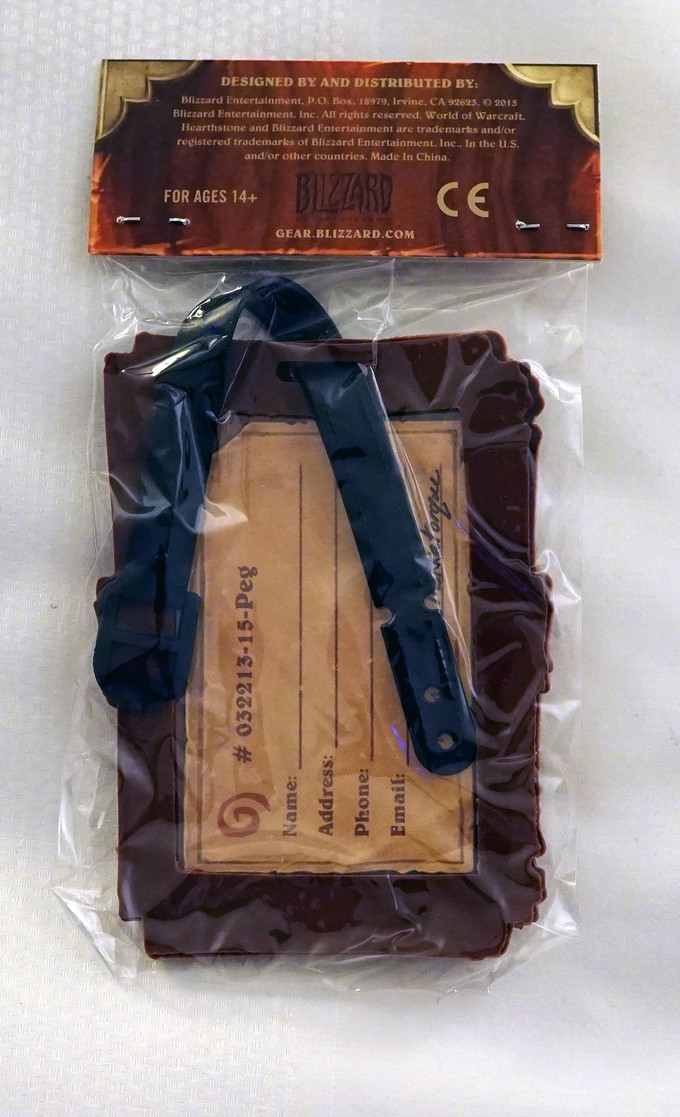 DESIGNED BY AND DISTRIBUTED BY:
Blizzard Entertainment, P.O. Box, 18979, Irvine, CA 92623, © 2015
Blizzard Entertainment, Inc. All rights reserved. World of Warcraft,
Hearthstone and Blizzard Entertainment are trademarks and/or
registered trademarks of Blizzard Entertainment, Inc., In the U.S.
and/or other countries. Made In China.
FOR AGES 14+
BLIZZARD
CE
GEAR.BLIZZARD.COM
# 032213-15-Peg
Name:
Address:
Phone:
Email: